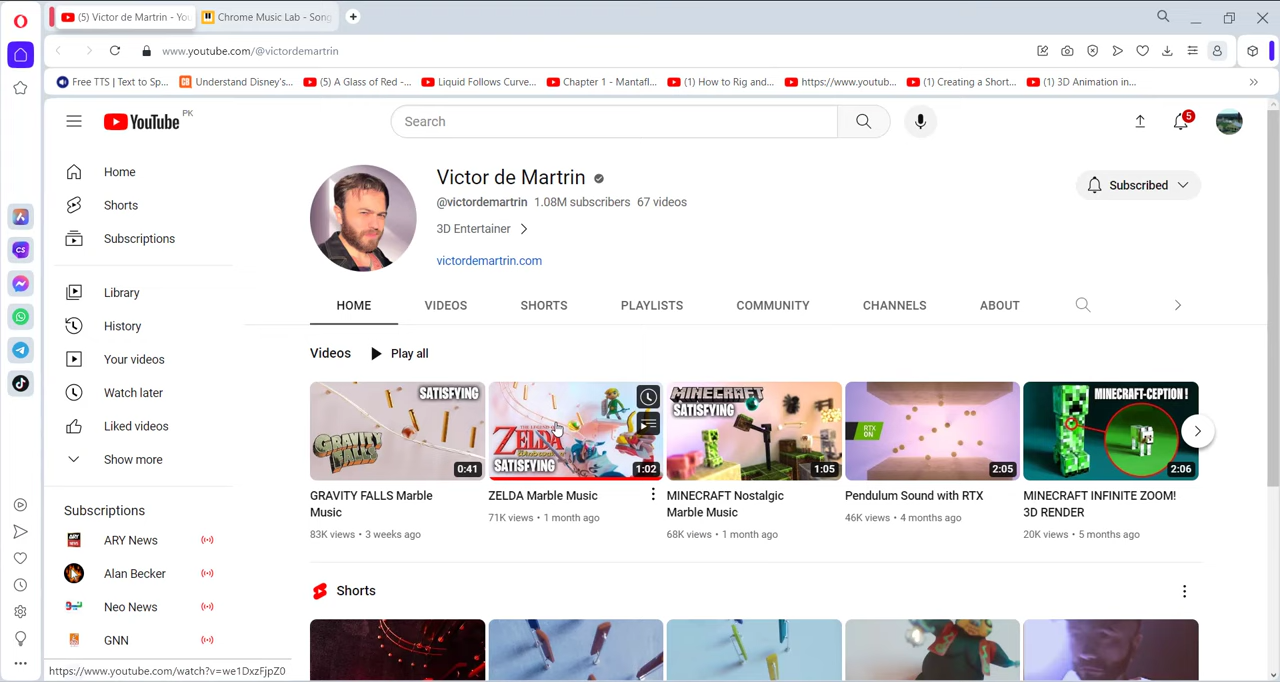 (5) Victor de Martrin - You
Chrome Music Lab - Song
www.youtube.com/@victordemartrin
Free TTS | Text to Sp...
Understand Disney's...
(5) A Glass of Red -...
Liquid Follows Curve...
Chapter 1 - Mantafl...
(1) How to Rig and...
https://www.youtub...
(1) Creating a Short...
(1) 3D Animation in...
YouTube PK
Search
5
Home
Shorts
Subscriptions
Library
History
Your videos
Watch later
Liked videos
Show more
Subscriptions
ARY News
Alan Becker
Neo News
GNN
Victor de Martrin
@victordemartrin 1.08M subscribers 67 videos
3D Entertainer
victordemartrin.com
Subscribed
HOME
VIDEOS
SHORTS
PLAYLISTS
COMMUNITY
CHANNELS
ABOUT
Videos
Play all
SATISFYING
GRAVITY FALLS
0:41
GRAVITY FALLS Marble
Music
83K views • 3 weeks ago
THE LEGEND OF
ZELDA
SATISFYING
1:02
ZELDA Marble Music
71K views • 1 month ago
MINECRAFT
SATISFYING
1:05
MINECRAFT Nostalgic
Marble Music
68K views • 1 month ago
RTX
ON
2:05
Pendulum Sound with RTX
46K views • 4 months ago
MINECRAFT-CEPTION !
2:06
MINECRAFT INFINITE ZOOM!
3D RENDER
20K views • 5 months ago
Shorts
https://www.youtube.com/watch?v=we1DxzFjpZ0